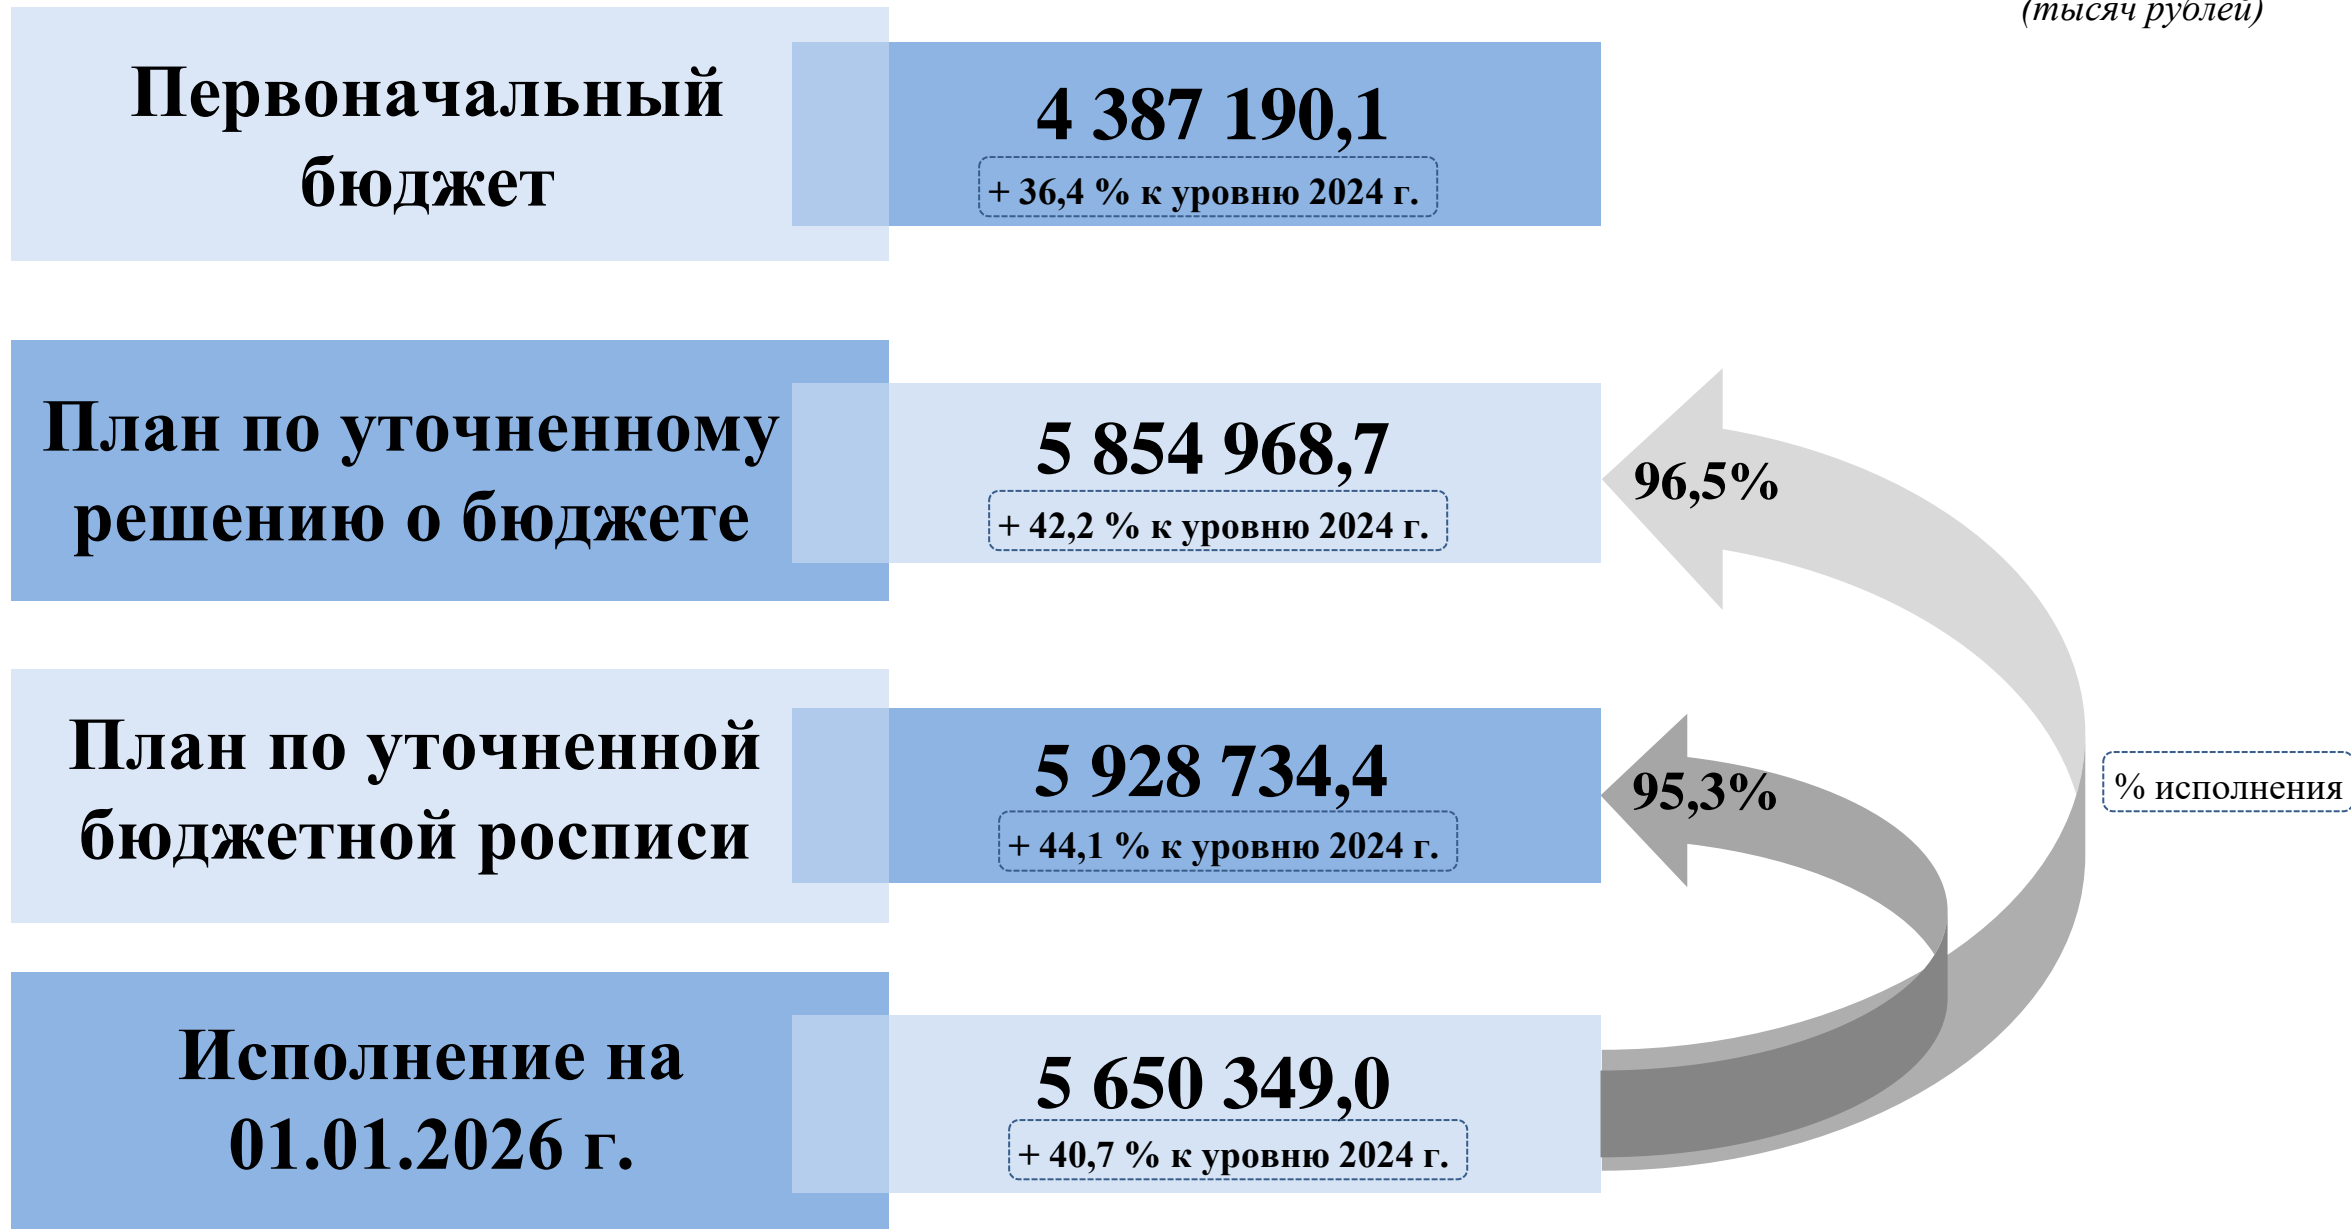 (тысяч рублей)
Первоначальный
бюджет
4 387 190,1
+ 36,4 % к уровню 2024 г.
План по уточненному
решению о бюджете
5 854 968,7
+ 42,2 % к уровню 2024 г.
96,5%
План по уточненной
бюджетной росписи
5 928 734,4
+ 44,1 % к уровню 2024 г.
95,3%
% исполнения
Исполнение на
01.01.2026 г.
5 650 349,0
+ 40,7 % к уровню 2024 г.